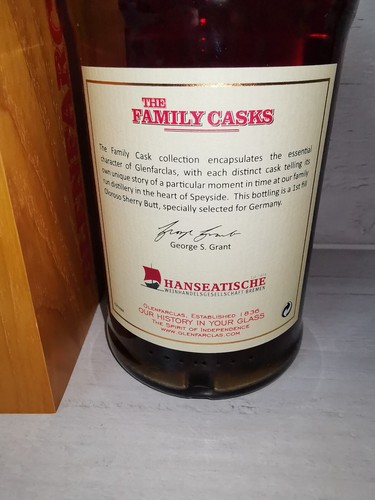 THE
FAMILY CASKS
The Family Cask collection encapsulates the essential
character of Glenfarclas, with each distinct cask telling its
own unique story of a particular moment in time at our family
run distillery in the heart of Speyside. This bottling is a 1st fill
Oloroso Sherry Butt, specially selected for Germany.
George S. Grant
HANSEATISCHE
WEINHANDELSGESELLSCHAFT BREMEN
GLENFARCLAS, ESTABLISHED 1836
OUR HISTORY IN YOUR GLASS
THE SPIRIT OF INDEPENDENCE
WWW.GLENFARCLAS.COM